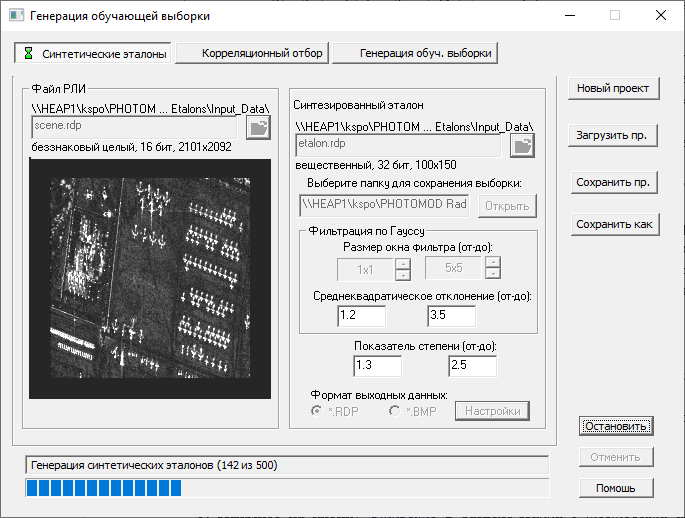 Генерация обучающей выборки
Синтетические эталоны
Корреляционный отбор
Генерация обуч. выборки
Файл РЛИ
\\HEAP1\kspo\PHOTOM ... Etalons\Input_Data\
scene.rdp
беззнаковый целый, 16 бит, 2101x2092
Синтезированный эталон
\\HEAP1\kspo\PHOTOM ... Etalons\Input_Data\
etalon.rdp
вещественный, 32 бит, 100x150
Выберите папку для сохранения выборки:
\\HEAP1\kspo\PHOTOMOD Rad
Открыть
Фильтрация по Гауссу
Размер окна фильтра (от-до):
1x1
5x5
Среднеквадратическое отклонение (от-до):
1.2
3.5
Показатель степени (от-до):
1.3
2.5
Формат выходных данных:
*.RDP
*.BMP
Настройки
Новый проект
Загрузить пр.
Сохранить пр.
Сохранить как
Остановить
Отменить
Помощь
Генерация синтетических эталонов (142 из 500)